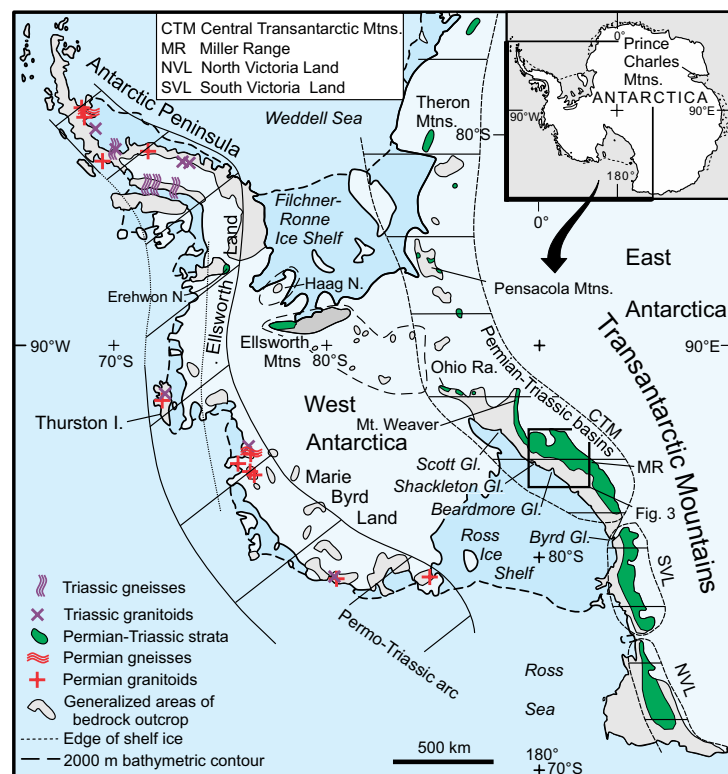 CTM Central Transantarctic Mtns.
MR Miller Range
NVL North Victoria Land
SVL South Victoria Land
0°
Prince
Charles
Mtns.
ANTARCTICA
90°W
90°E
180°
Antarctic Peninsula
Weddell Sea
Theron
Mtns.
80°S
0°
Filchner-
Ronne
Ice Shelf
East
Antarctica
Pensacola Mtns.
Haag N.
Erehwon N.
Ellsworth Land
Ellsworth
Mtns
80°S
90°W
70°S
90°E
Transantarctic Mountains
Permian-Triassic basins
CTM
Ohio Ra.
Mt. Weaver
Thurston I.
West
Antarctica
MR
Scott Gl.
Shackleton Gl.
Beardmore Gl.
Fig. 3
Marie
Byrd
Land
Byrd Gl.
Ross
Ice
Shelf
80°S
SVL
Permo-Triassic arc
NVL
Ross
Sea
Triassic gneisses
Triassic granitoids
Permian-Triassic strata
Permian gneisses
Permian granitoids
Generalized areas of
bedrock outcrop
Edge of shelf ice
2000 m bathymetric contour
500 km
180°
70°S